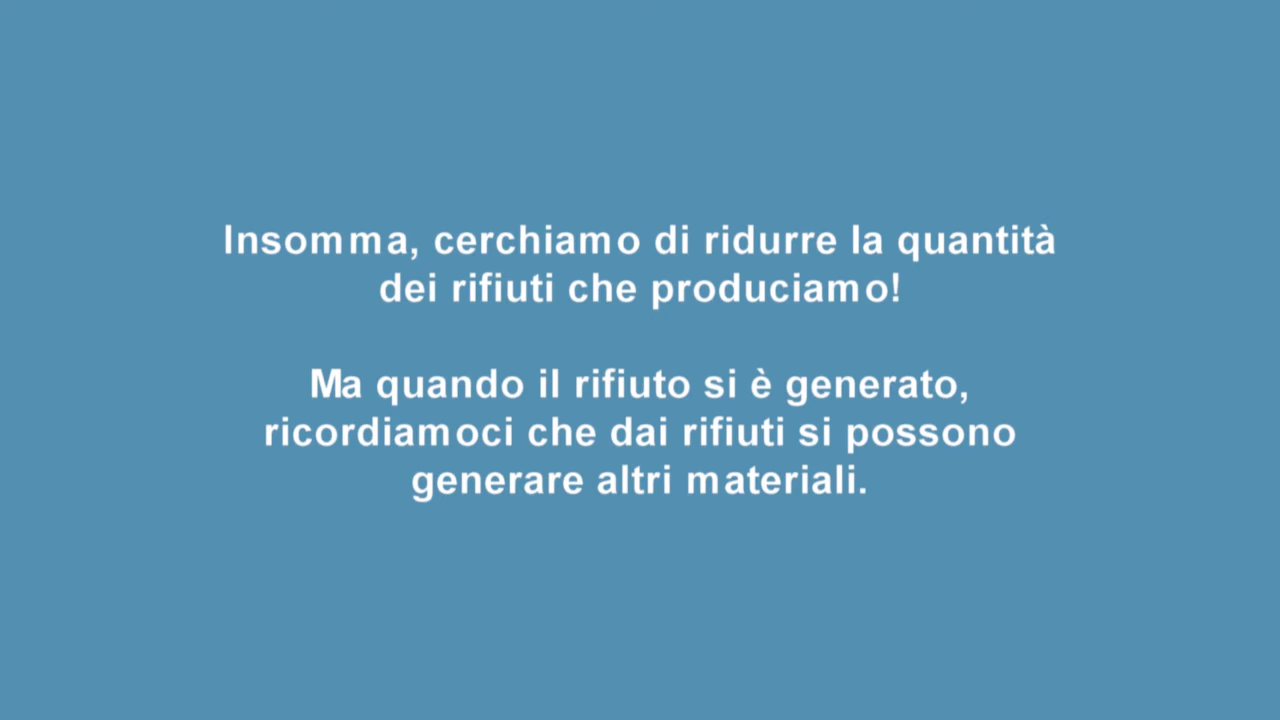 Insomma, cerchiamo di ridurre la quantità
dei rifiuti che produciamo!
Ma quando il rifiuto si è generato,
ricordiamoci che dai rifiuti si possono
generare altri materiali.